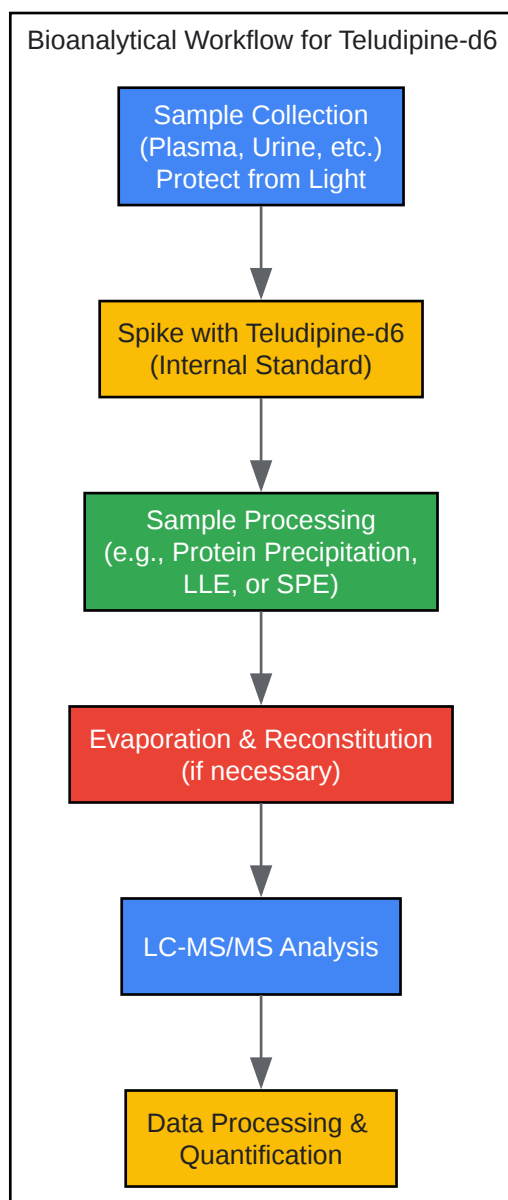 Bioanalytical Workflow for Teludipine-d6
Sample Collection
(Plasma, Urine, etc.)
Protect from Light
Spike with Teludipine-d6
(Internal Standard)
Sample Processing
(e.g., Protein Precipitation,
LLE, or SPE)
Evaporation & Reconstitution
(if necessary)
LC-MS/MS Analysis
Data Processing &
Quantification